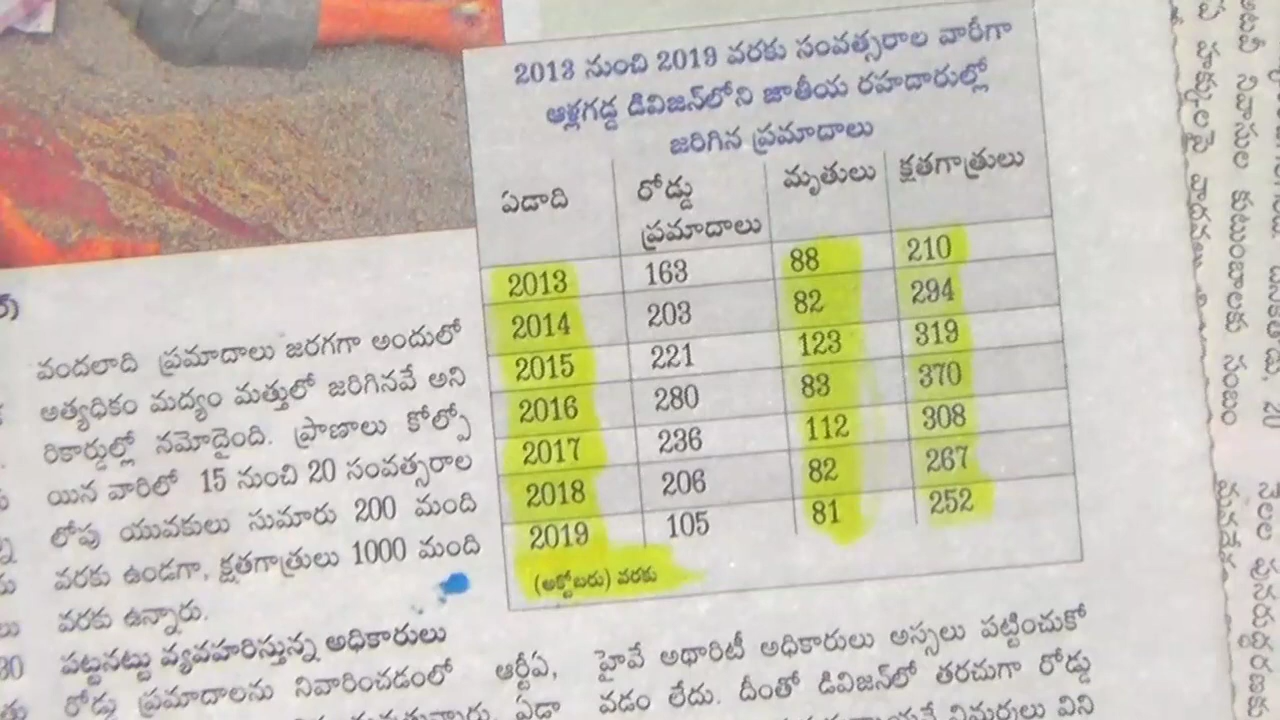 2013 నుంచి 2019 వరకు సంవత్సరాల వారీగా
ఆళ్లగడ్డ డివిజన్‌లోని జాతీయ రహదారుల్లో
జరిగిన ప్రమాదాలు
ఏడాది రోడ్డు ప్రమాదాలు మృతులు క్షతగాత్రులు
2013 163 88 210
2014 203 82 294
2015 221 123 319
2016 280 83 370
2017 236 112 308
2018 206 82 267
2019 105 81 252
(అక్టోబరు) వరకు
వందలాది ప్రమాదాలు జరగగా అందులో
అత్యధికం మద్యం మత్తులో జరిగినవే అని
రికార్డుల్లో నమోదైంది. ప్రాణాలు కోల్పో
యిన వారిలో 15 నుంచి 20 సంవత్సరాల
లోపు యువకులు సుమారు 200 మంది
వరకు ఉండగా, క్షతగాత్రులు 1000 మంది
వరకు ఉన్నారు.
పట్టనట్టు వ్యవహరిస్తున్న అధికారులు
రోడ్డు ప్రమాదాలను నివారించడంలో ఆర్టీఏ,
హైవే అథారిటీ అధికారులు అస్సలు పట్టించుకో
వడం లేదు. దీంతో డివిజన్‌లో తరచుగా రోడ్డు
నివాసుల కుటుంబాలకు సంబం
హక్కులపై